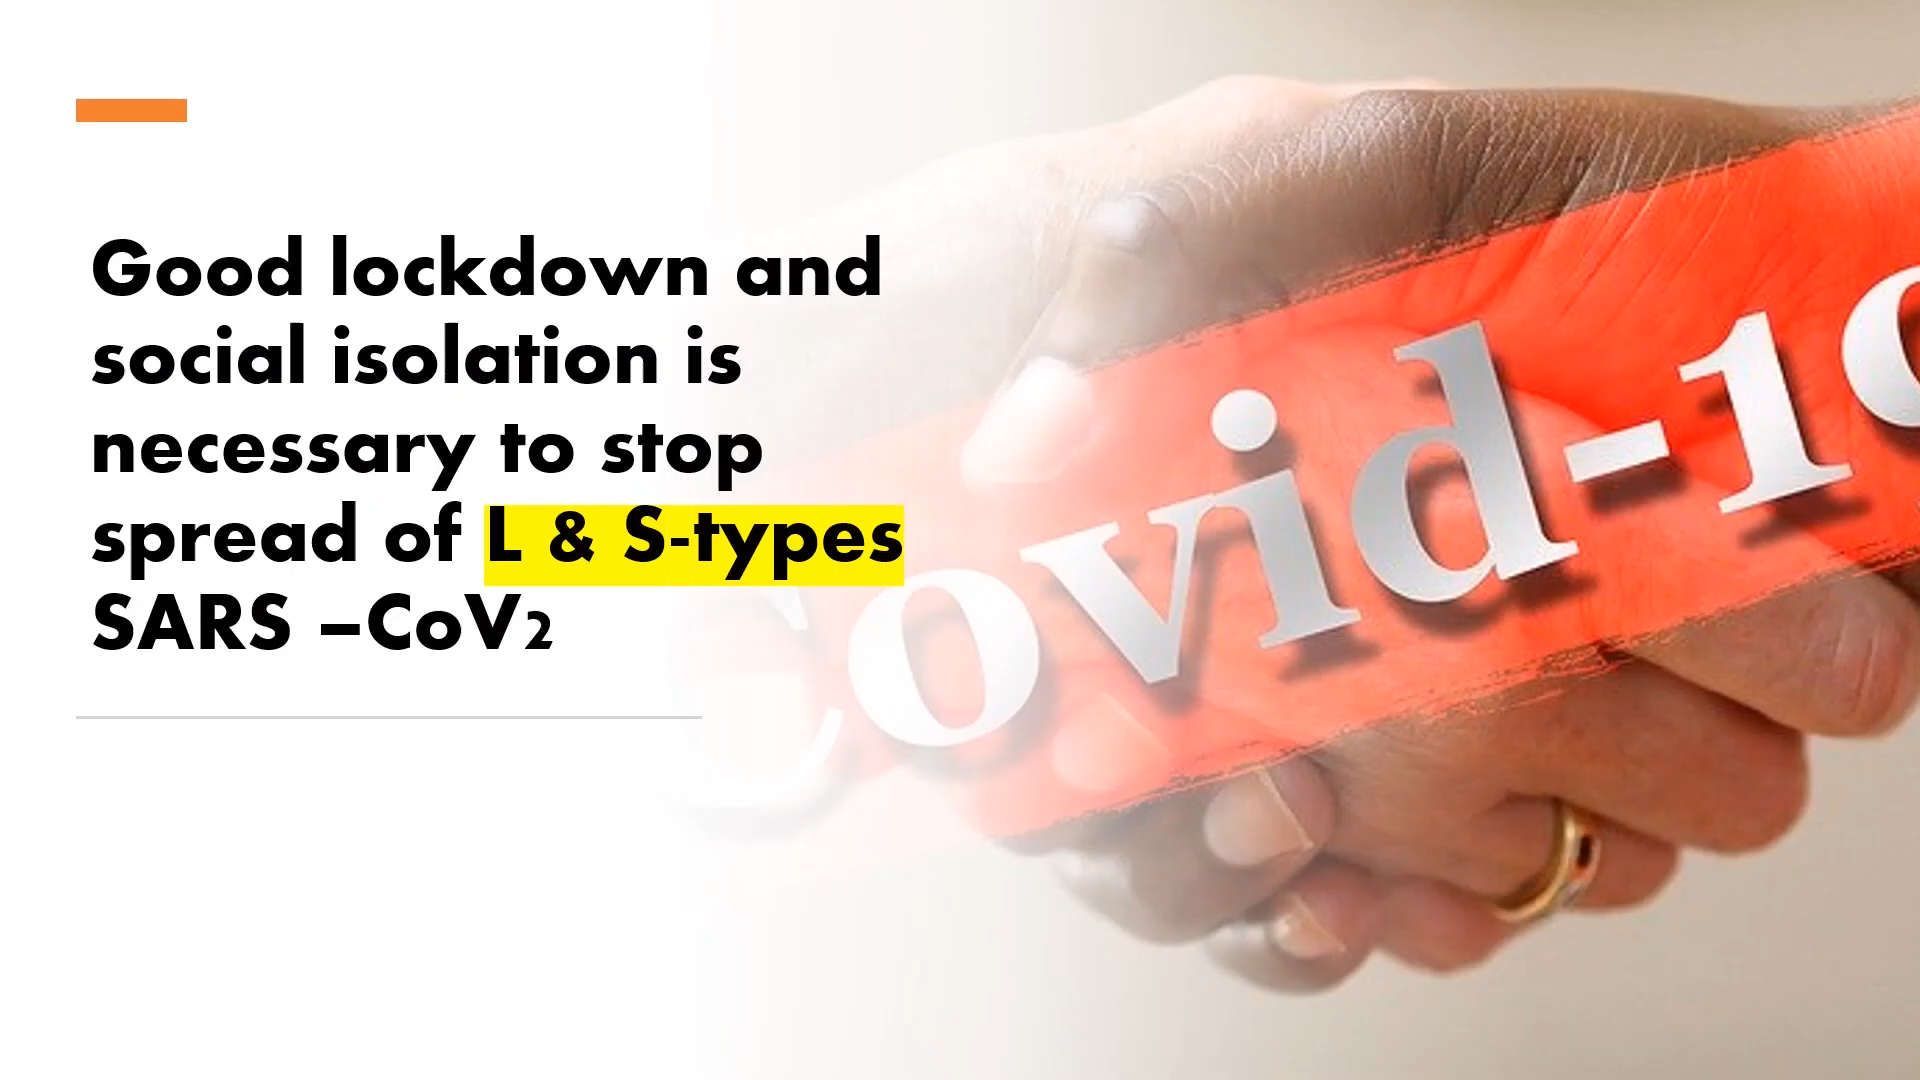 Good lockdown and
social isolation is
necessary to stop
spread of L & S-types
SARS –CoV2
Covid-19